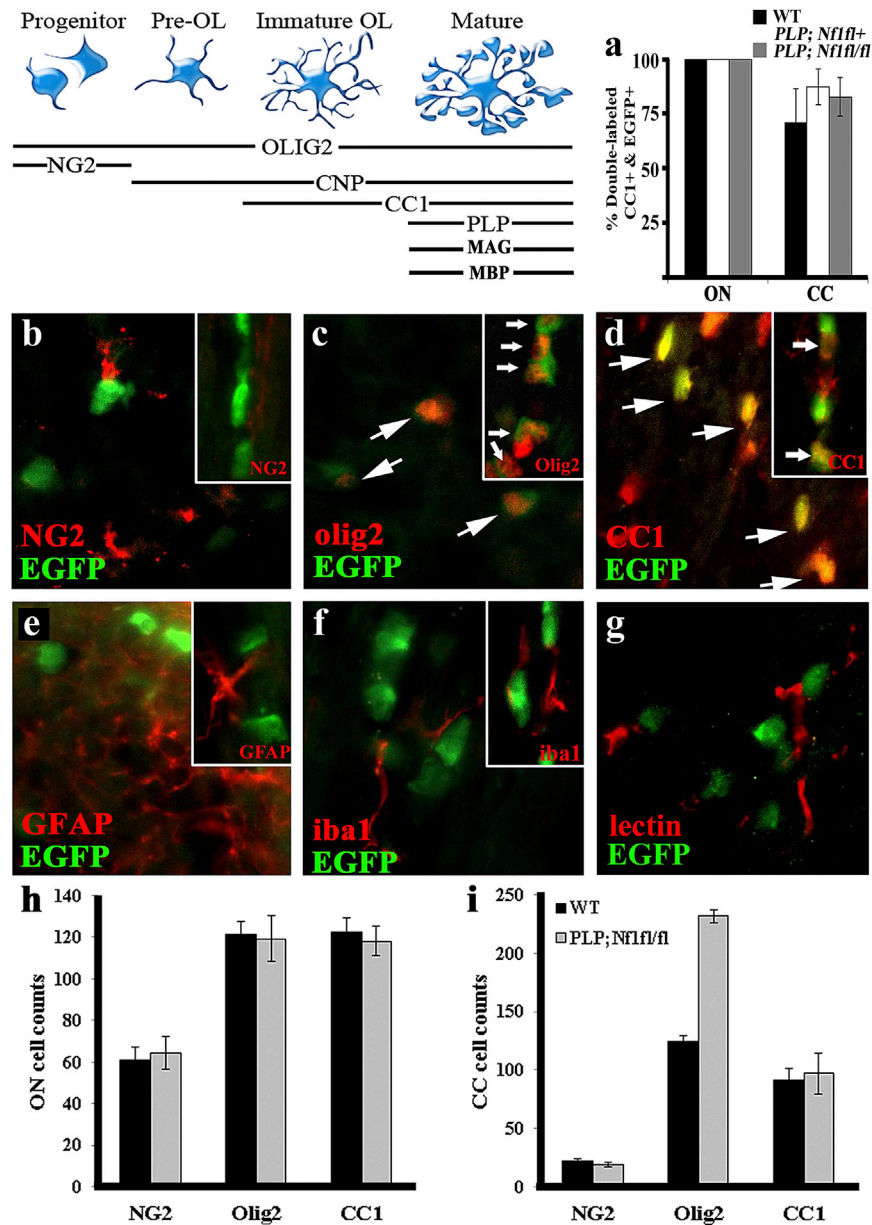 Progenitor Pre-OL Immature OL Mature
OLIG2
NG2
CNP
CC1
PLP
MAG
MBP
a
WT
PLP; Nf1fl+
PLP; Nf1fl/fl
% Double-labeled
CC1+ & EGFP+
100
75
50
25
ON CC
b
NG2
NG2
EGFP
c
Olig2
olig2
EGFP
d
CC1
CC1
EGFP
e
GFAP
GFAP
EGFP
f
iba1
iba1
EGFP
g
lectin
EGFP
h
ON cell counts
140
120
100
80
60
40
20
0
NG2 Olig2 CC1
i
WT
PLP; Nf1fl/fl
CC cell counts
250
200
150
100
50
0
NG2 Olig2 CC1